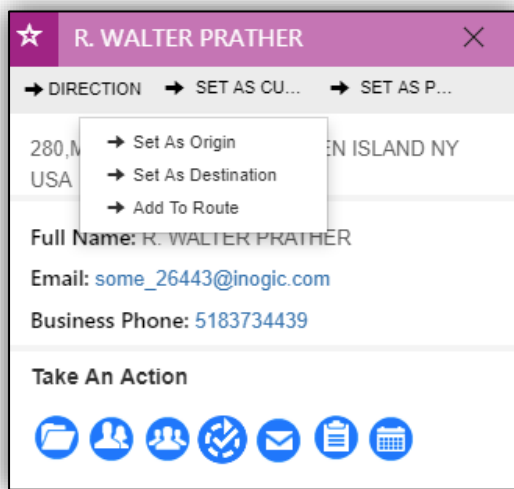 R. WALTER PRATHER
DIRECTION SET AS CU... SET AS P...
Set As Origin
280, EN ISLAND NY
Set As Destination
USA
Add To Route
Full Name: R. WALTER PRATHER
Email: some_26443@inogic.com
Business Phone: 5183734439
Take An Action